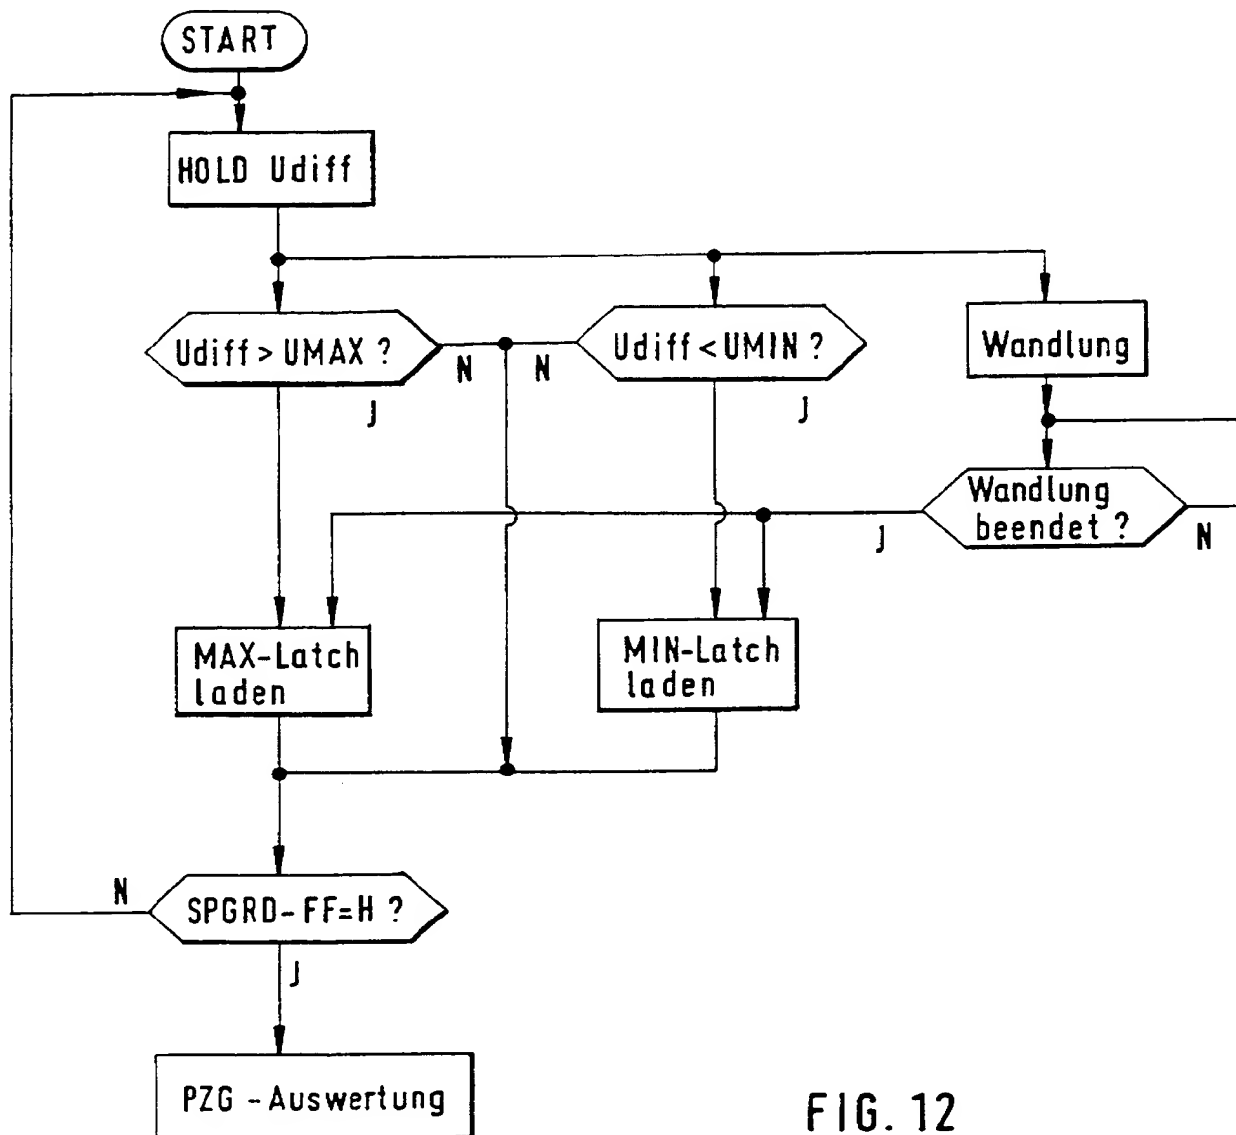 START
HOLD Udiff
Udiff > UMAX ?
N
N
Udiff < UMIN ?
Wandlung
J
J
Wandlung
beendet ?
J
N
MAX-Latch
laden
MIN-Latch
laden
N
SPGRD-FF=H ?
J
PZG - Auswertung
FIG. 12